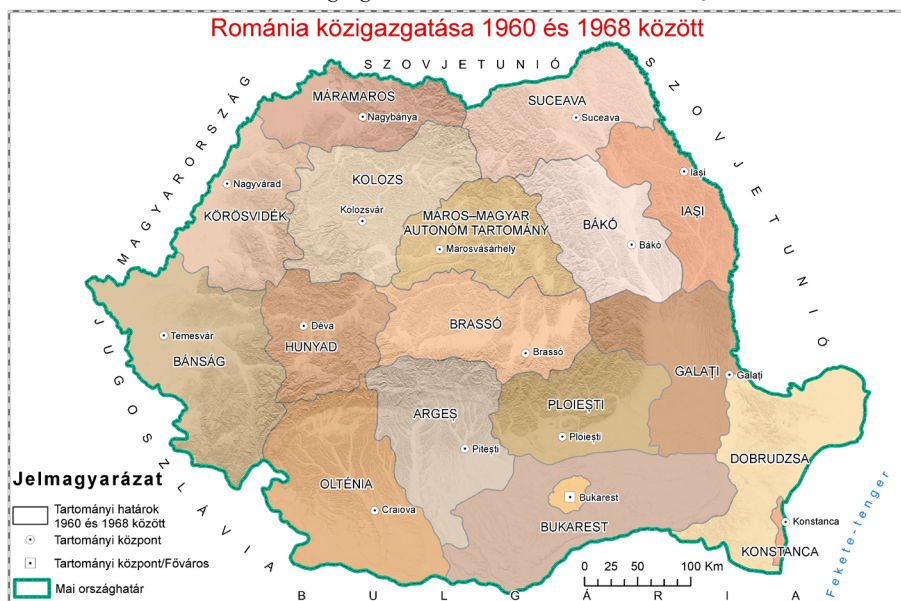 Románia közigazgatása 1960 és 1968 között
SZOVJETUNIÓ
MAGYARORSZÁG
SZOVJETUNIÓ
MÁRAMAROS
Nagybánya
SUCEAVA
Suceava
Nagyvárad
KÖRÖSVIDÉK
KOLOZS
Kolozsvár
MAROS–MAGYAR
AUTONÓM TARTOMÁNY
Marosvásárhely
BÁKÓ
Bákó
Iași
IAȘI
Temesvár
BÁNSÁG
Déva
HUNYAD
BRASSÓ
Brassó
GALAȚI
Galați
JUGOSZLÁVIA
ARGEȘ
Pitești
PLOIEȘTI
Ploiești
DOBRUDZSA
OLTÉNIA
Craiova
Bukarest
BUKAREST
Konstanca
KONSTANCA
Fekete-tenger
BULGÁRIA
Jelmagyarázat
Tartományi határok
1960 és 1968 között
Tartományi központ
Tartományi központ/Főváros
Mai országhatár
0 25 50 100 Km